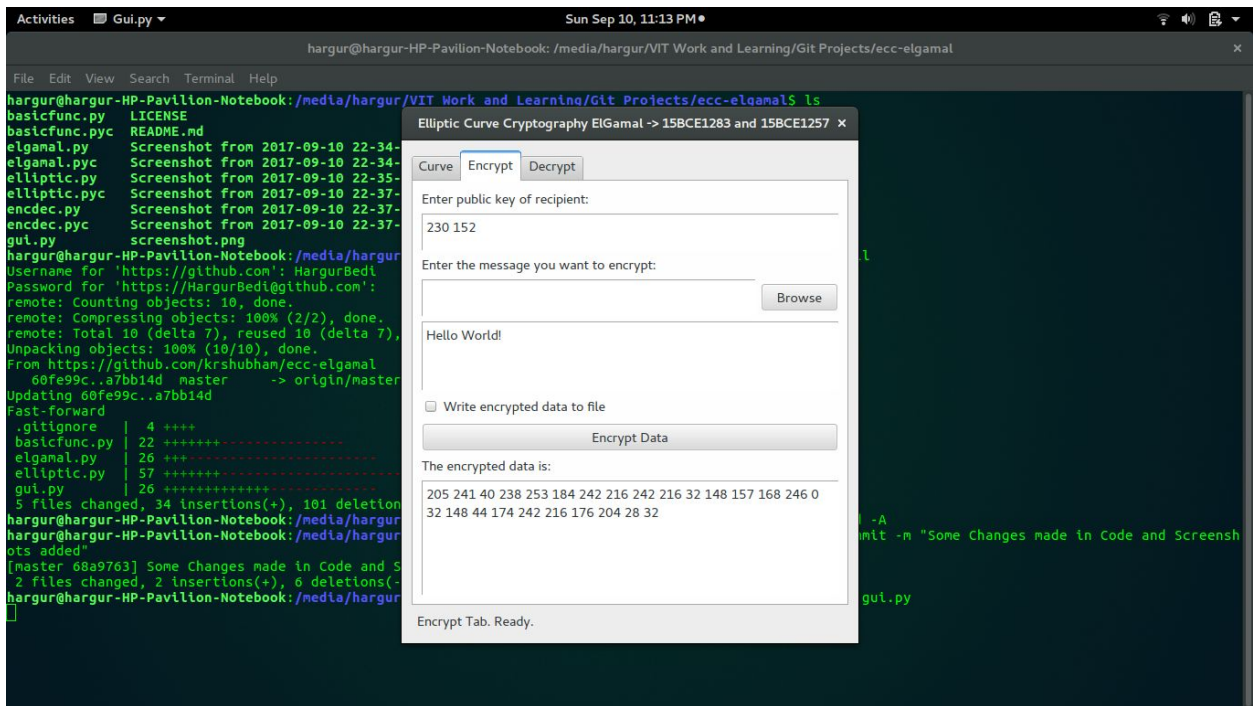 Activities Gui.py
Sun Sep 10, 11:13 PM
hargur@hargur-HP-Pavilion-Notebook: /media/hargur/VIT Work and Learning/Git Projects/ecc-elgamal
File Edit View Search Terminal Help
hargur@hargur-HP-Pavilion-Notebook:/media/hargur/VIT Work and Learning/Git Projects/ecc-elgamal$ ls
basicfunc.py LICENSE
basicfunc.pyc README.md
elgamal.py Screenshot from 2017-09-10 22-34-
elgamal.pyc Screenshot from 2017-09-10 22-34-
elliptic.py Screenshot from 2017-09-10 22-35-
elliptic.pyc Screenshot from 2017-09-10 22-37-
encdec.py Screenshot from 2017-09-10 22-37-
encdec.pyc Screenshot from 2017-09-10 22-37-
gui.py screenshot.png
hargur@hargur-HP-Pavilion-Notebook:/media/hargur
Username for 'https://github.com': HargurBedi
Password for 'https://HargurBedi@github.com':
remote: Counting objects: 10, done.
remote: Compressing objects: 100% (2/2), done.
remote: Total 10 (delta 7), reused 10 (delta 7),
Unpacking objects: 100% (10/10), done.
From https://github.com/krshubham/ecc-elgamal
60fe99c..a7bb14d master -> origin/master
Updating 60fe99c..a7bb14d
Fast-forward
.gitignore | 4 ++++
basicfunc.py | 22 +++++++---------------
elgamal.py | 26 +++-----------------------
elliptic.py | 57 +++++++------------------------
gui.py | 26 +++++++++++++-------------
5 files changed, 34 insertions(+), 101 deletion
hargur@hargur-HP-Pavilion-Notebook:/media/hargur -A
hargur@hargur-HP-Pavilion-Notebook:/media/hargur mit -m "Some Changes made in Code and Screensh
ots added"
[master 68a9763] Some Changes made in Code and S
2 files changed, 2 insertions(+), 6 deletions(-
hargur@hargur-HP-Pavilion-Notebook:/media/hargur gui.py
Elliptic Curve Cryptography ElGamal -> 15BCE1283 and 15BCE1257
Curve Encrypt Decrypt
Enter public key of recipient:
230 152
Enter the message you want to encrypt:
Browse
Hello World!
Write encrypted data to file
Encrypt Data
The encrypted data is:
205 241 40 238 253 184 242 216 242 216 32 148 157 168 246 0
32 148 44 174 242 216 176 204 28 32
Encrypt Tab. Ready.